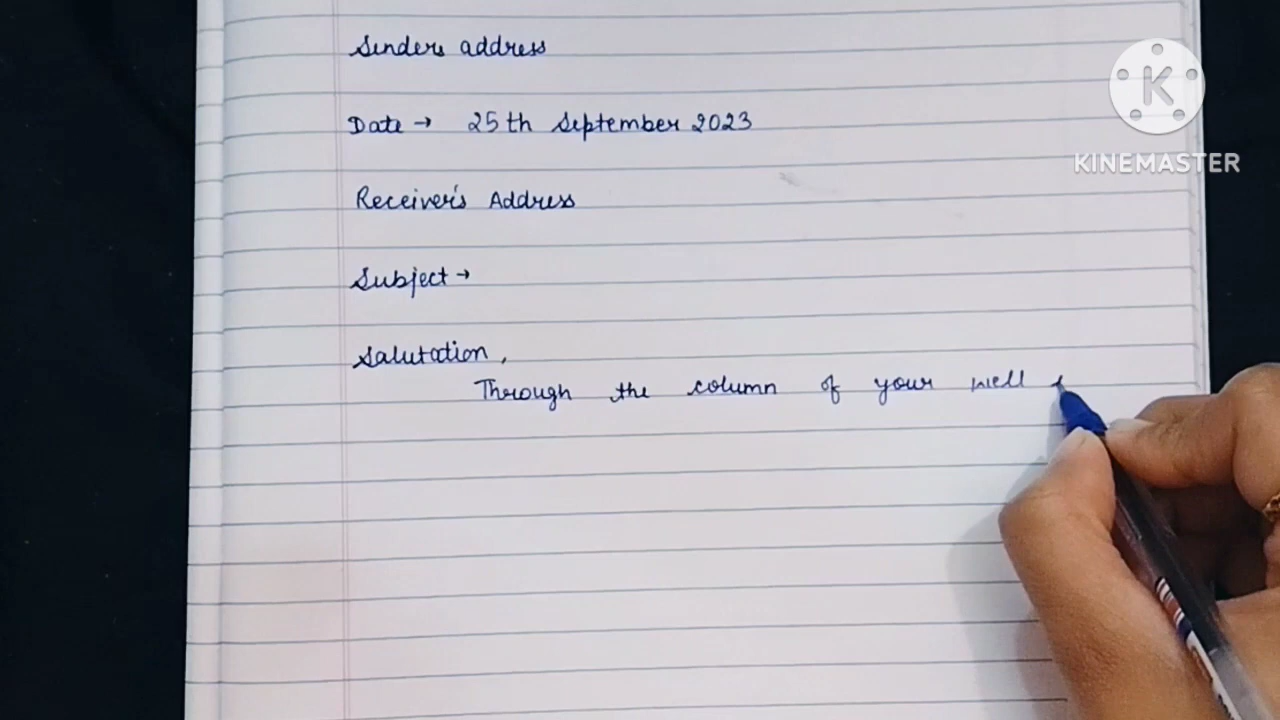 Senders address
Date → 25th September 2023
Receiver's Address
Subject →
Salutation,
Through the column of your well
KINEMASTER